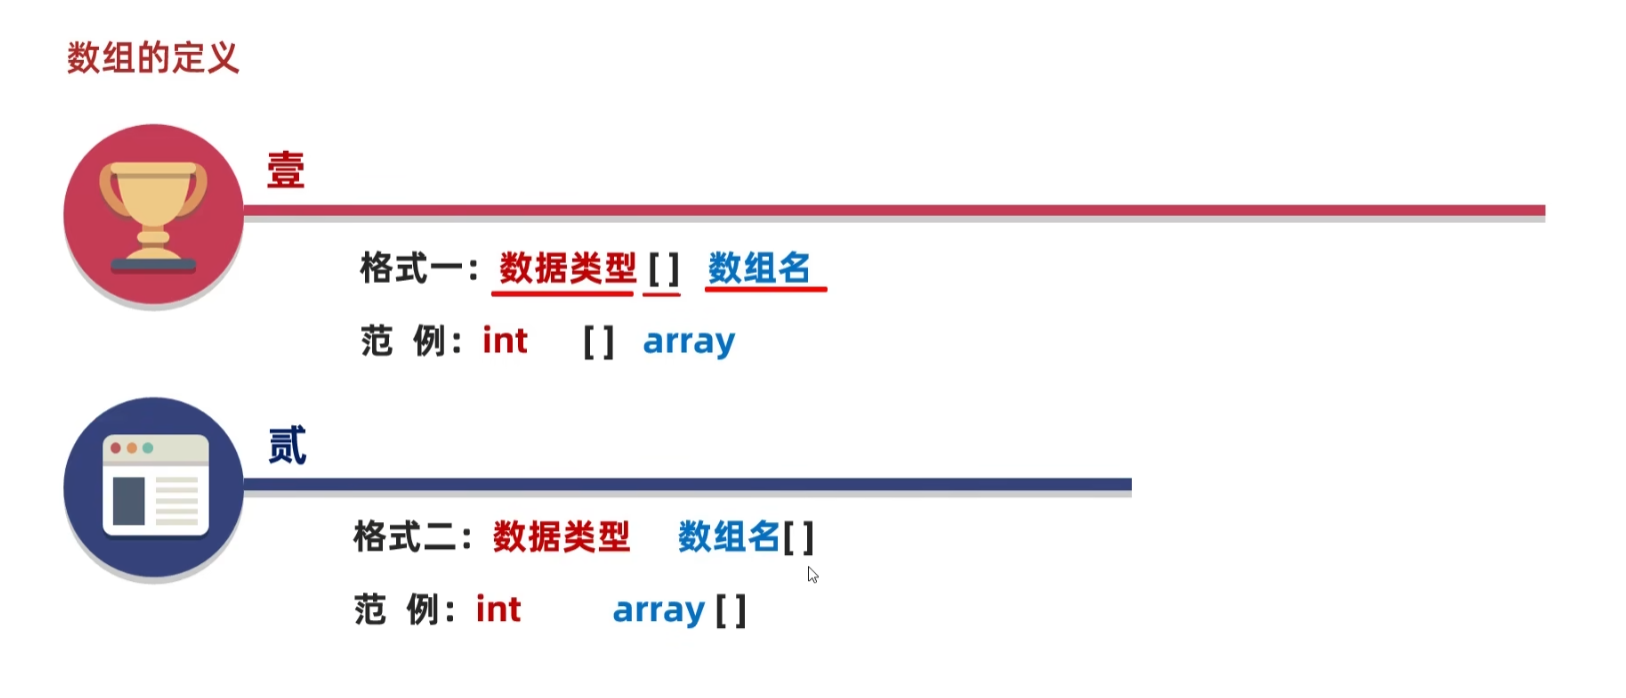 数组的定义
壹
格式一：数据类型 [ ] 数组名
范 例：int [ ] array
贰
格式二：数据类型 数组名[ ]
范 例：int array [ ]